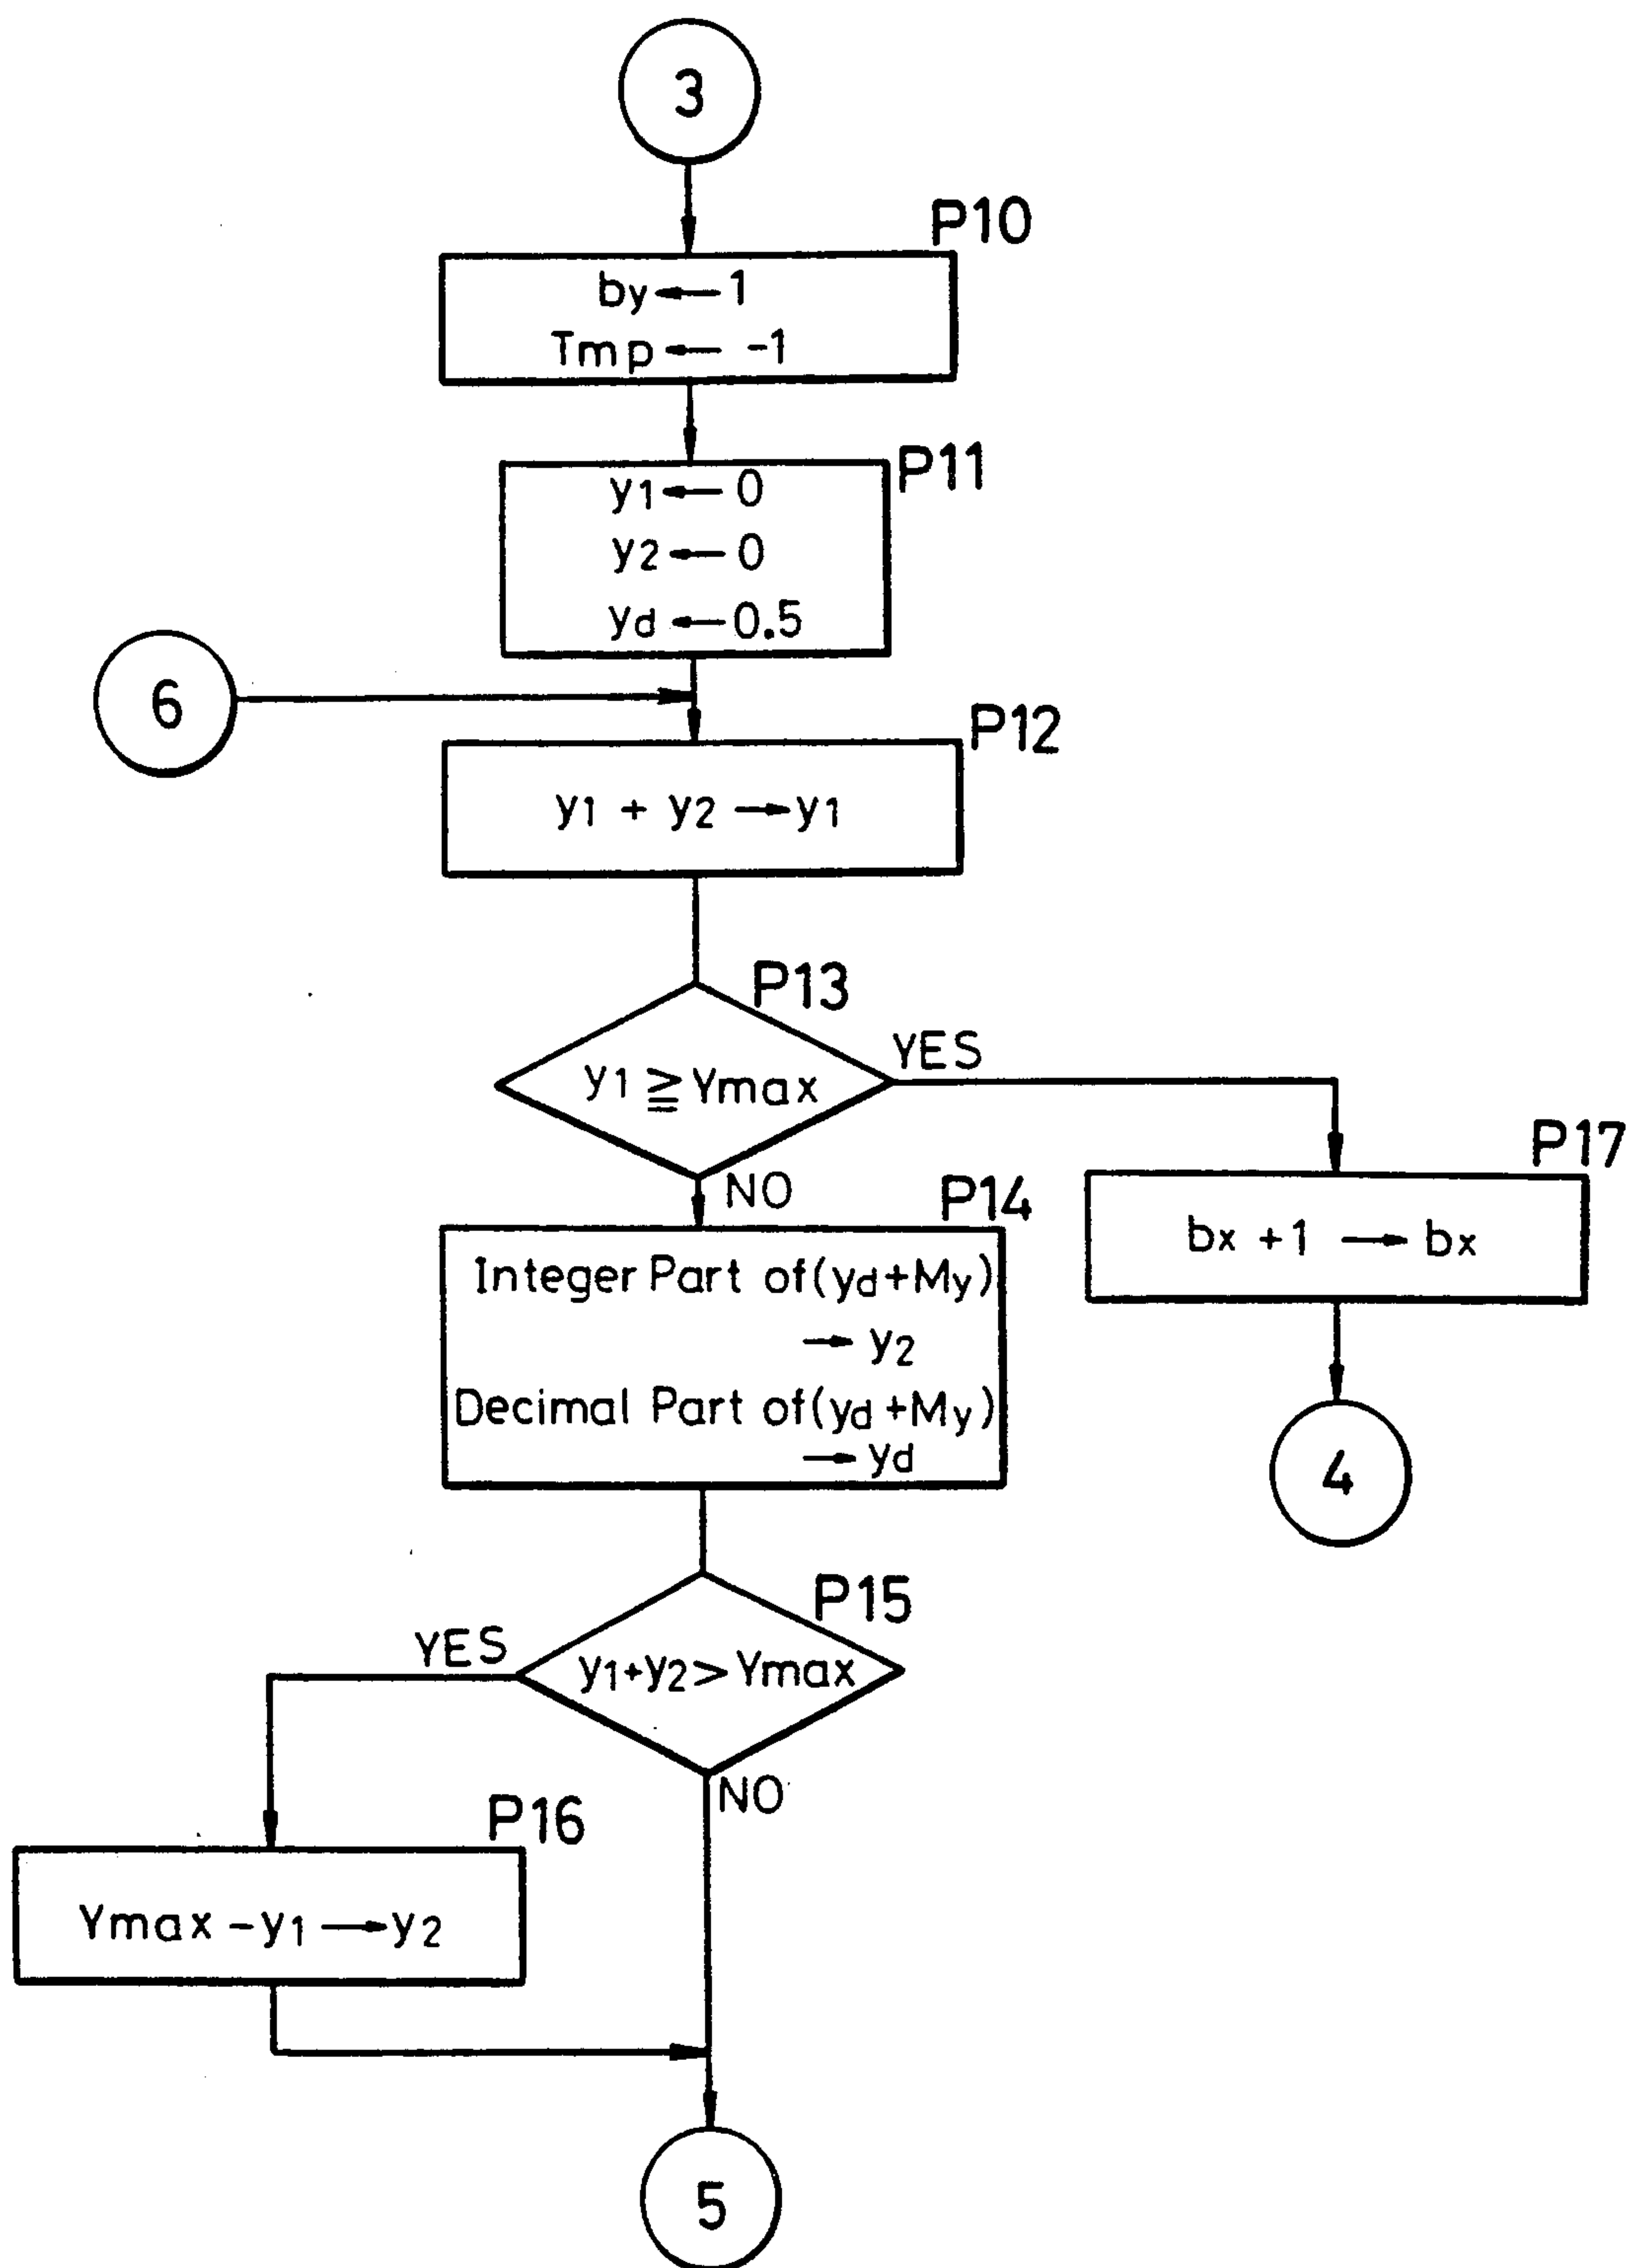 3
P10
by ← 1
Tmp ← -1
P11
y1 ← 0
y2 ← 0
yd ← 0.5
6
P12
y1 + y2 → y1
P13
y1 ≧ Ymax
YES
NO
P17
bx +1 → bx
4
P14
Integer Part of (yd+My)
→ y2
Decimal Part of (yd+My)
→ yd
P15
y1+y2 > Ymax
YES
NO
P16
Ymax - y1 → y2
5